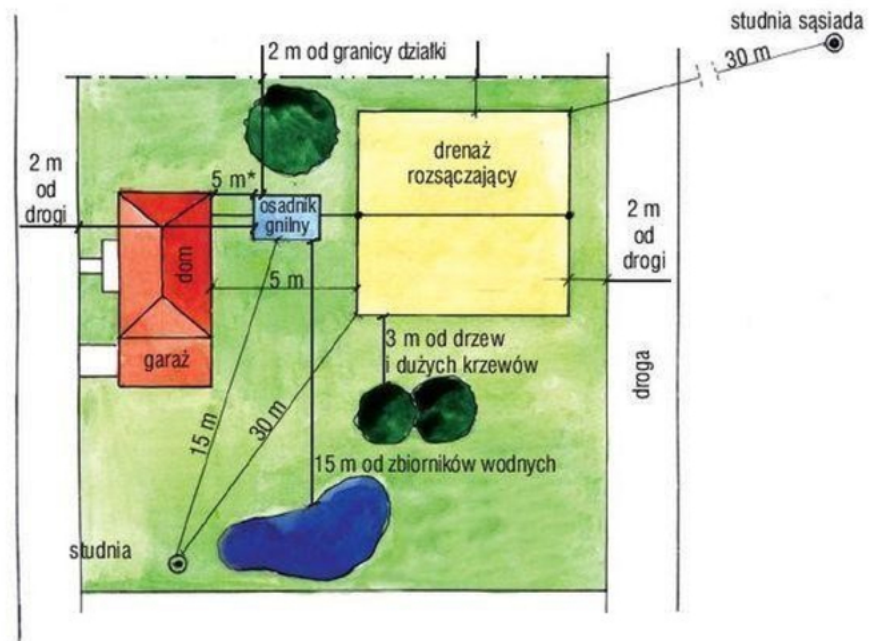 studnia sąsiada
30 m
2 m od granicy działki
drenaż
rozsączający
2 m
od
drogi
5 m*
osadnik
gnilny
2 m
od
drogi
dom
5 m
garaż
3 m od drzew
i dużych krzewów
droga
15 m
30 m
15 m od zbiorników wodnych
studnia